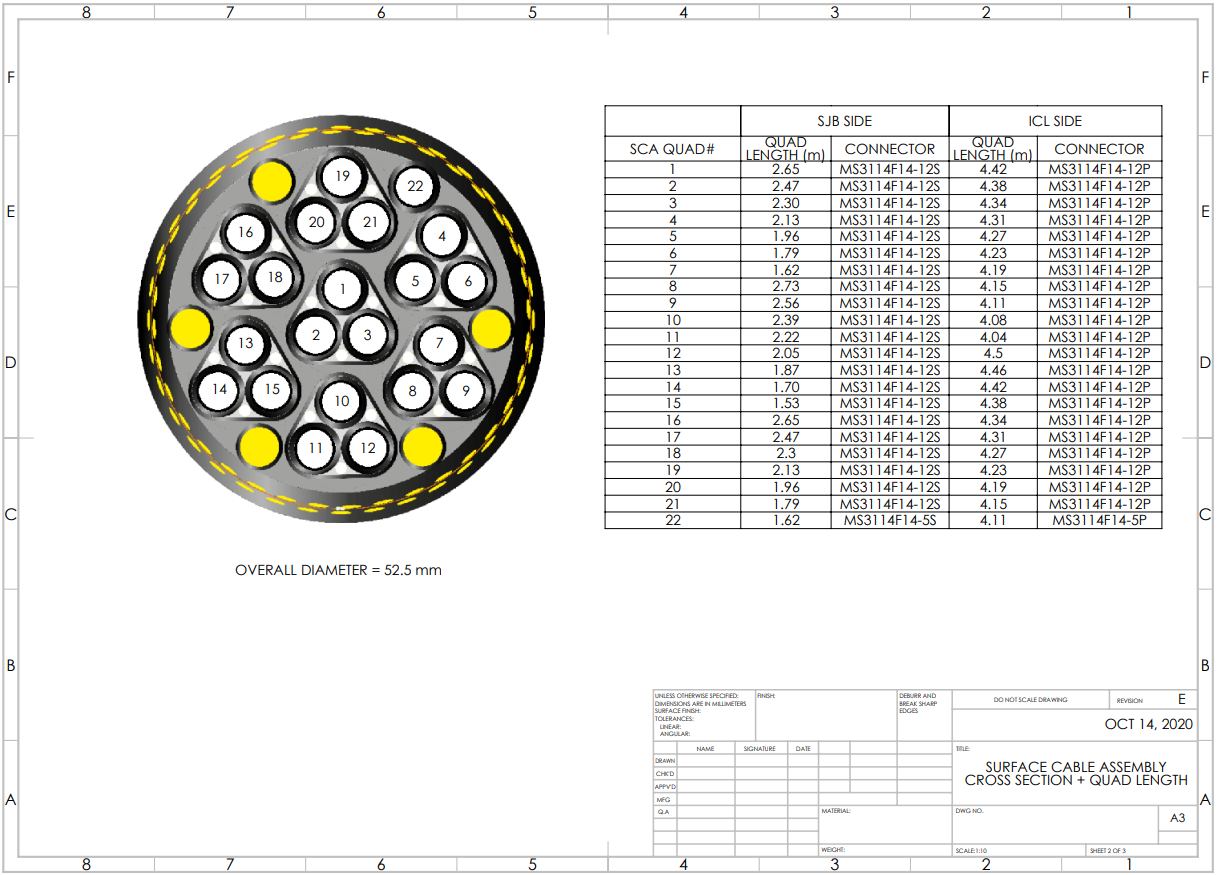 8 7 6 5 4 3 2 1
F F
E E
D D
C C
B B
A A
19
22
20 21
16
4
17 18
5 6
1
2 3
13
7
14 15
8 9
10
11 12
OVERALL DIAMETER = 52.5 mm
SJB SIDE ICL SIDE
SCA QUAD# QUAD LENGTH (m) CONNECTOR QUAD LENGTH (m) CONNECTOR
1 2.65 MS3114F14-12S 4.42 MS3114F14-12P
2 2.47 MS3114F14-12S 4.38 MS3114F14-12P
3 2.30 MS3114F14-12S 4.34 MS3114F14-12P
4 2.13 MS3114F14-12S 4.31 MS3114F14-12P
5 1.96 MS3114F14-12S 4.27 MS3114F14-12P
6 1.79 MS3114F14-12S 4.23 MS3114F14-12P
7 1.62 MS3114F14-12S 4.19 MS3114F14-12P
8 2.73 MS3114F14-12S 4.15 MS3114F14-12P
9 2.56 MS3114F14-12S 4.11 MS3114F14-12P
10 2.39 MS3114F14-12S 4.08 MS3114F14-12P
11 2.22 MS3114F14-12S 4.04 MS3114F14-12P
12 2.05 MS3114F14-12S 4.5 MS3114F14-12P
13 1.87 MS3114F14-12S 4.46 MS3114F14-12P
14 1.70 MS3114F14-12S 4.42 MS3114F14-12P
15 1.53 MS3114F14-12S 4.38 MS3114F14-12P
16 2.65 MS3114F14-12S 4.34 MS3114F14-12P
17 2.47 MS3114F14-12S 4.31 MS3114F14-12P
18 2.3 MS3114F14-12S 4.27 MS3114F14-12P
19 2.13 MS3114F14-12S 4.23 MS3114F14-12P
20 1.96 MS3114F14-12S 4.19 MS3114F14-12P
21 1.79 MS3114F14-12S 4.15 MS3114F14-12P
22 1.62 MS3114F14-5S 4.11 MS3114F14-5P
UNLESS OTHERWISE SPECIFIED:
DIMENSIONS ARE IN MILLIMETERS
SURFACE FINISH:
TOLERANCES:
LINEAR:
ANGULAR:
FINISH:
DEBURR AND
BREAK SHARP
EDGES
DO NOT SCALE DRAWING
REVISION E
OCT 14, 2020
NAME SIGNATURE DATE
DRAWN
CHK'D
APPV'D
MFG
Q.A
TITLE:
SURFACE CABLE ASSEMBLY
CROSS SECTION + QUAD LENGTH
MATERIAL:
DWG NO.
A3
WEIGHT:
SCALE:1:10
SHEET 2 OF 3
8 7 6 5 4 3 2 1